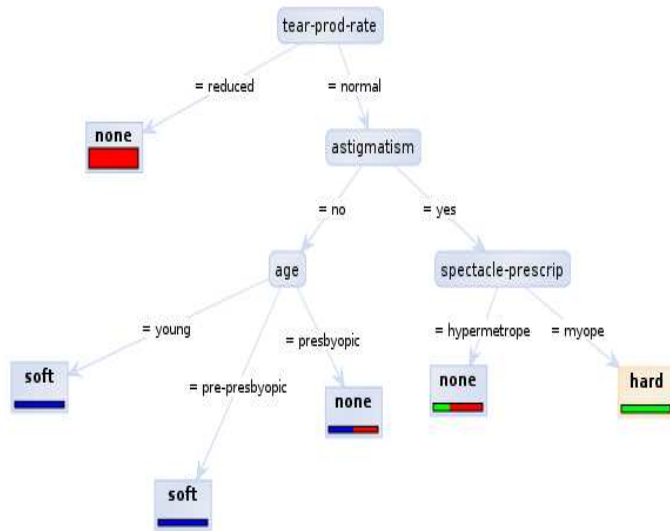 tear-prod-rate
= reduced
= normal
none
astigmatism
= no
= yes
age
spectacle-prescrip
= young
= pre-presbyopic
= presbyopic
= hypermetrope
= myope
soft
none
none
hard
soft